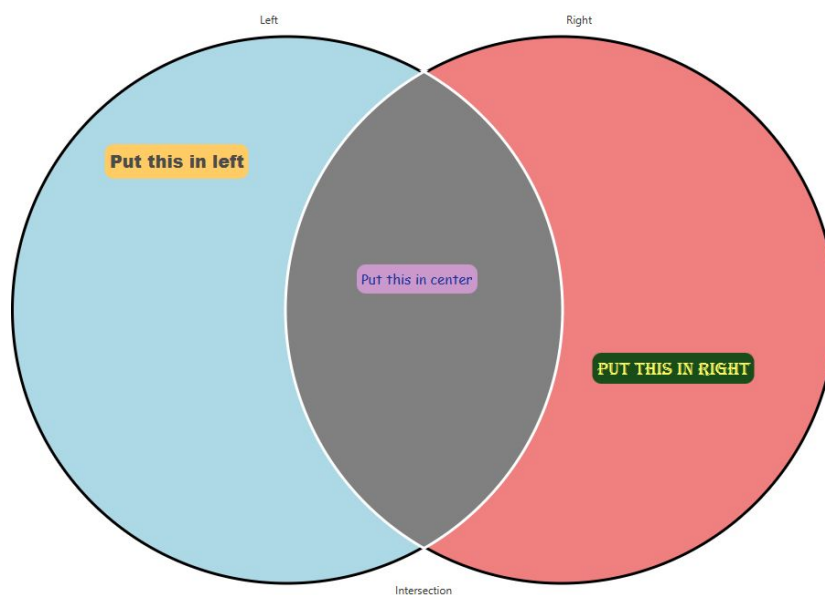 Left
Right
Put this in left
Put this in center
PUT THIS IN RIGHT
Intersection